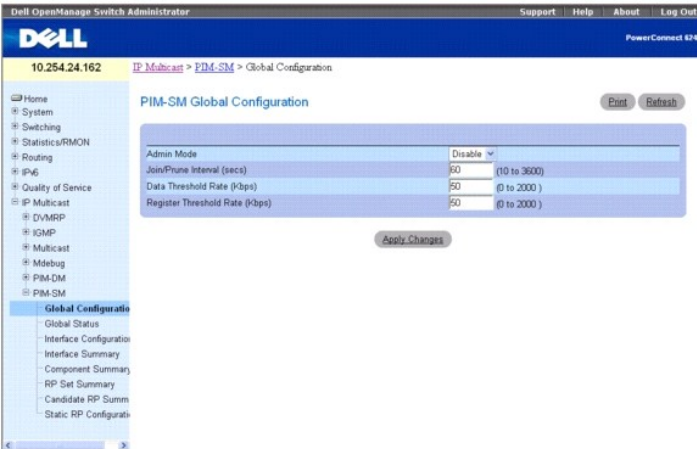 Dell OpenManage Switch Administrator Support Help About Log Out
DELL
PowerConnect 624
10.254.24.162
IP Multicast > PIM-SM > Global Configuration
Home
System
Switching
Statistics/RMON
Routing
IPv6
Quality of Service
IP Multicast
DVMRP
IGMP
Multicast
Mdebug
PIM-DM
PIM-SM
Global Configuratio
Global Status
Interface Configuration
Interface Summary
Component Summary
RP Set Summary
Candidate RP Summ
Static RP Configurati
PIM-SM Global Configuration
Print Refresh
Admin Mode Disable
Join/Prune Interval (secs) 60 (10 to 3600)
Data Threshold Rate (Kbps) 50 (0 to 2000 )
Register Threshold Rate (Kbps) 50 (0 to 2000 )
Apply Changes